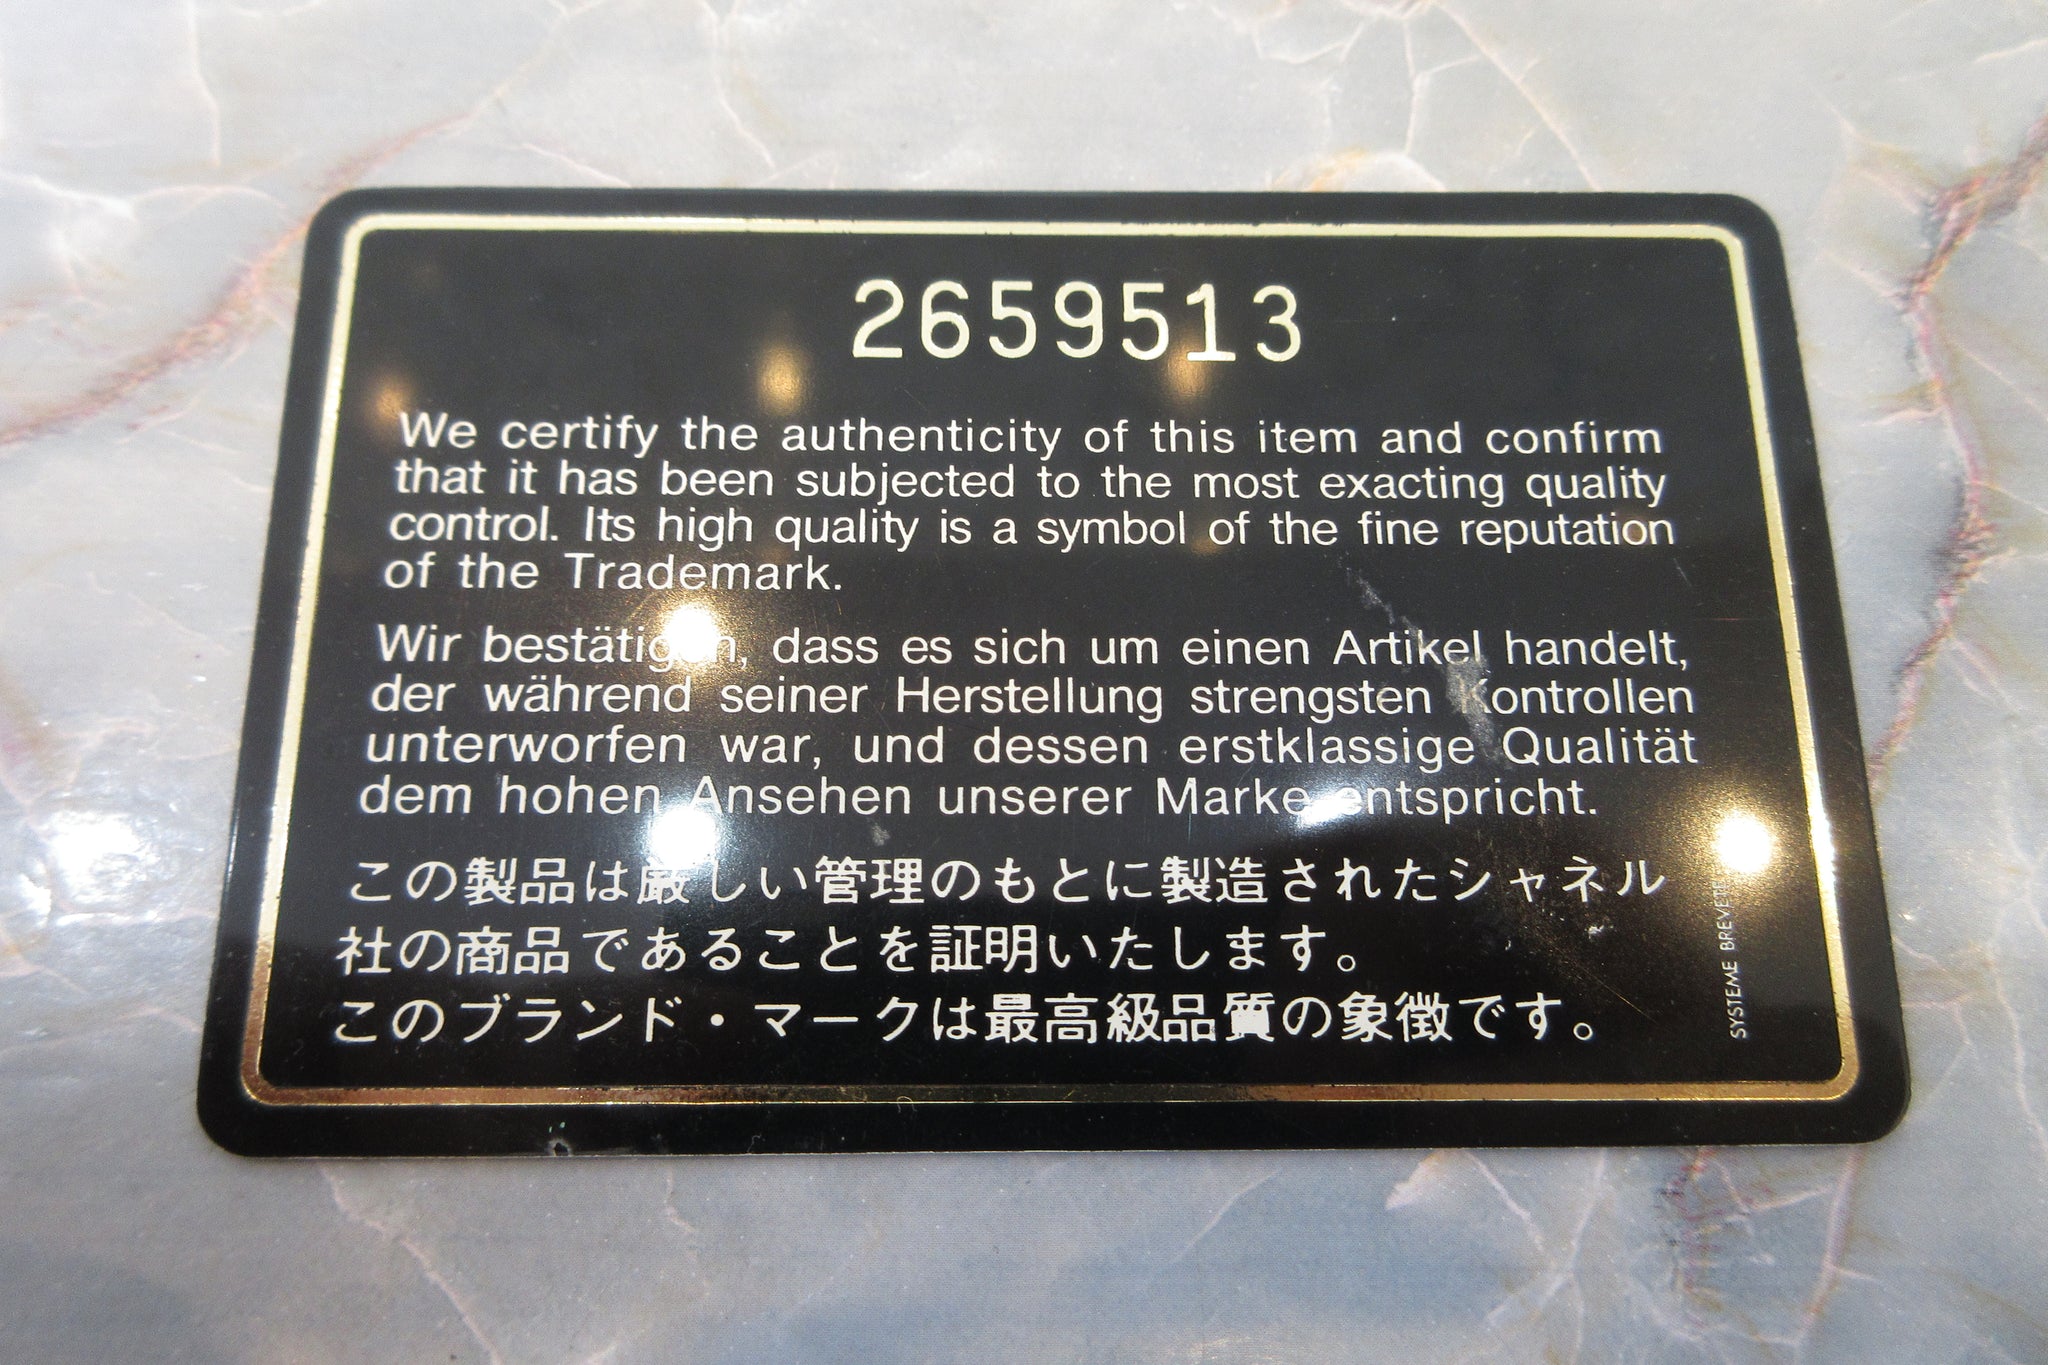 2659513
We certify the authenticity of this item and confirm
that it has been subjected to the most exacting quality
control. Its high quality is a symbol of the fine reputation
of the Trademark.
Wir bestätigen, dass es sich um einen Artikel handelt,
der während seiner Herstellung strengsten Kontrollen
unterworfen war, und dessen erstklassige Qualität
dem hohen Ansehen unserer Marke entspricht.
この製品は厳しい管理のもとに製造されたシャネル
社の商品であることを証明いたします。
このブランド・マークは最高級品質の象徴です。
SYSTEME BREVETE